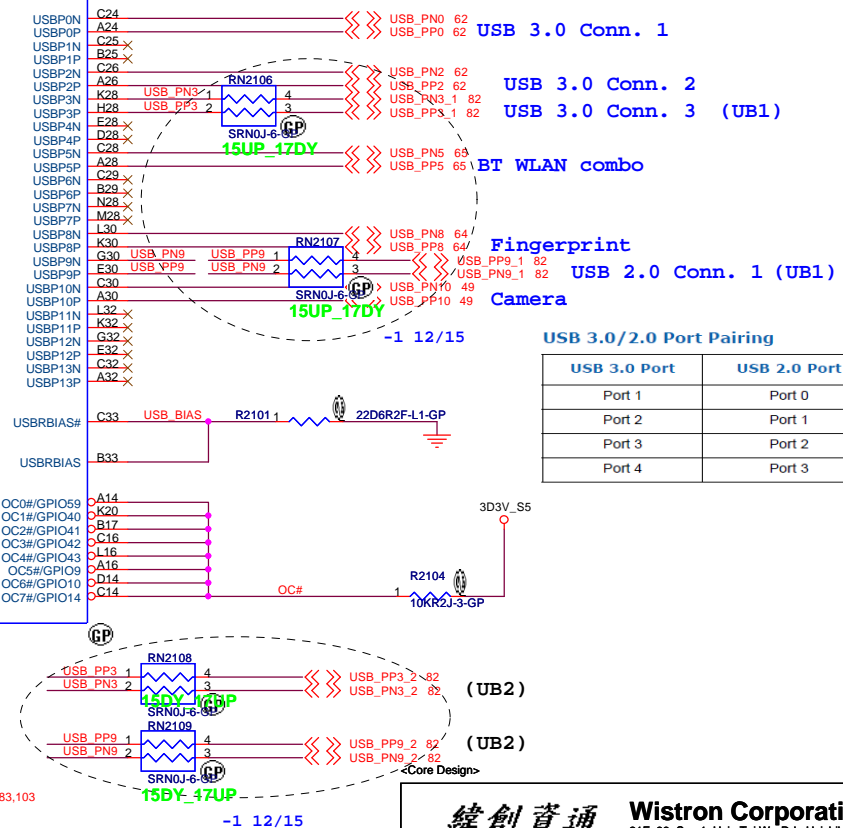 USBP0N C24 USB_PN0 62
USBP0P A24 USB_PP0 62 USB 3.0 Conn. 1
USBP1N C25
USBP1P B25
USBP2N C26 USB_PN2 62
USBP2P A26 USB_PP2 62 USB 3.0 Conn. 2
RN2106
USBP3N K28 USB_PN3 1 4 USB_PN3_1 82
USBP3P H28 USB_PP3 2 3 USB_PP3_1 82 USB 3.0 Conn. 3 (UB1)
USBP4N E28
SRN0J-6-GP GP
USBP4P D28
15UP_17DY
USBP5N C28 USB_PN5 65
USBP5P A28 USB_PP5 65 BT WLAN combo
USBP6N C29
USBP6P B29
USBP7N N28
USBP7P M28
USBP8N L30 USB_PN8 64
USBP8P K30 USB_PP8 64 Fingerprint
RN2107
USBP9N G30 USB_PN9 USB_PP9 1 4 USB_PP9_1 82
USBP9P E30 USB_PP9 USB_PN9 2 3 USB_PN9_1 82 USB 2.0 Conn. 1 (UB1)
USBP10N C30 USB_PN10 49
USBP10P A30 USB_PP10 49 Camera
SRN0J-6-GP GP
15UP_17DY
USBP11N L32
USBP11P K32
USBP12N G32
USBP12P E32
USBP13N C32
USBP13P A32
-1 12/15
USB 3.0/2.0 Port Pairing
USB 3.0 Port USB 2.0 Port
Port 1 Port 0
Port 2 Port 1
Port 3 Port 2
Port 4 Port 3
USBRBIAS# C33 USB_BIAS R2101 1 22D6R2F-L1-GP
USBRBIAS B33
OC0#/GPIO59 A14
OC1#/GPIO40 K20
OC2#/GPIO41 B17
OC3#/GPIO42 C16
OC4#/GPIO43 L16
OC5#/GPIO9 A16
OC6#/GPIO10 D14
OC7#/GPIO14 C14
3D3V_S5
OC# 1 R2104
10KR2J-3-GP
GP
RN2108
USB_PP3 1 4 USB_PP3_2 82
USB_PN3 2 3 USB_PN3_2 82 (UB2)
15DY_17UP
SRN0J-6-GP GP
RN2109
USB_PP9 1 4 USB_PP9_2 82 (UB2)
USB_PN9 2 3 USB_PN9_2 82
SRN0J-6-GP GP
15DY_17UP
-1 12/15
83,103
<Core Design>
緯創資通 Wistron Corporati